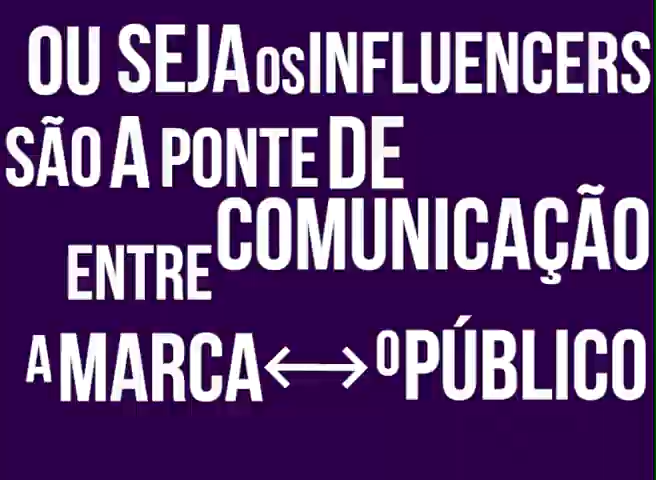 OU SEJA OS INFLUENCERS
SÃO A PONTE DE
COMUNICAÇÃO
ENTRE
A MARCA ↔ O PÚBLICO